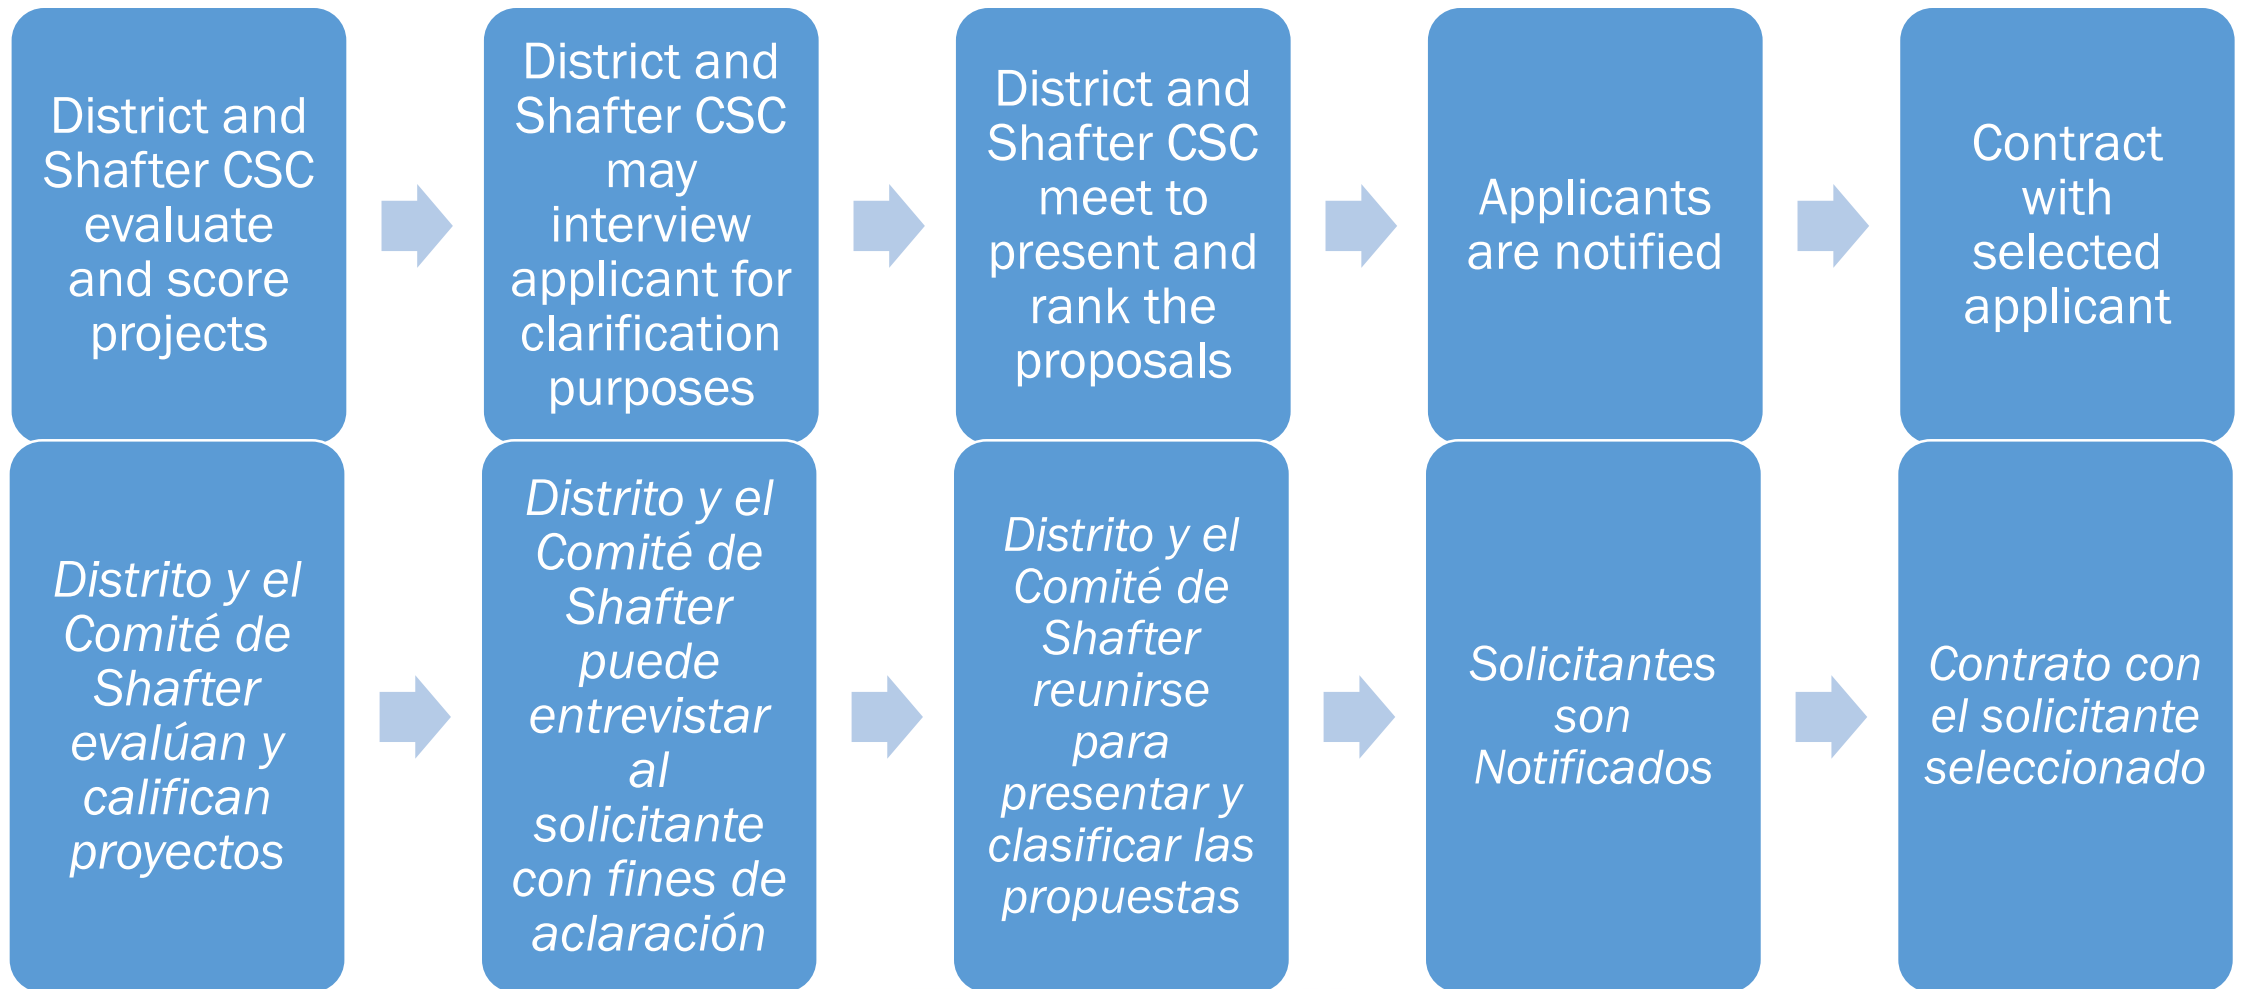 District and
Shafter CSC
evaluate
and score
projects
District and
Shafter CSC
may
interview
applicant for
clarification
purposes
District and
Shafter CSC
meet to
present and
rank the
proposals
Applicants
are notified
Contract
with
selected
applicant
Distrito y el
Comité de
Shafter
evalúan y
califican
proyectos
Distrito y el
Comité de
Shafter
puede
entrevistar
al
solicitante
con fines de
aclaración
Distrito y el
Comité de
Shafter
reunirse
para
presentar y
clasificar las
propuestas
Solicitantes
son
Notificados
Contrato con
el solicitante
seleccionado